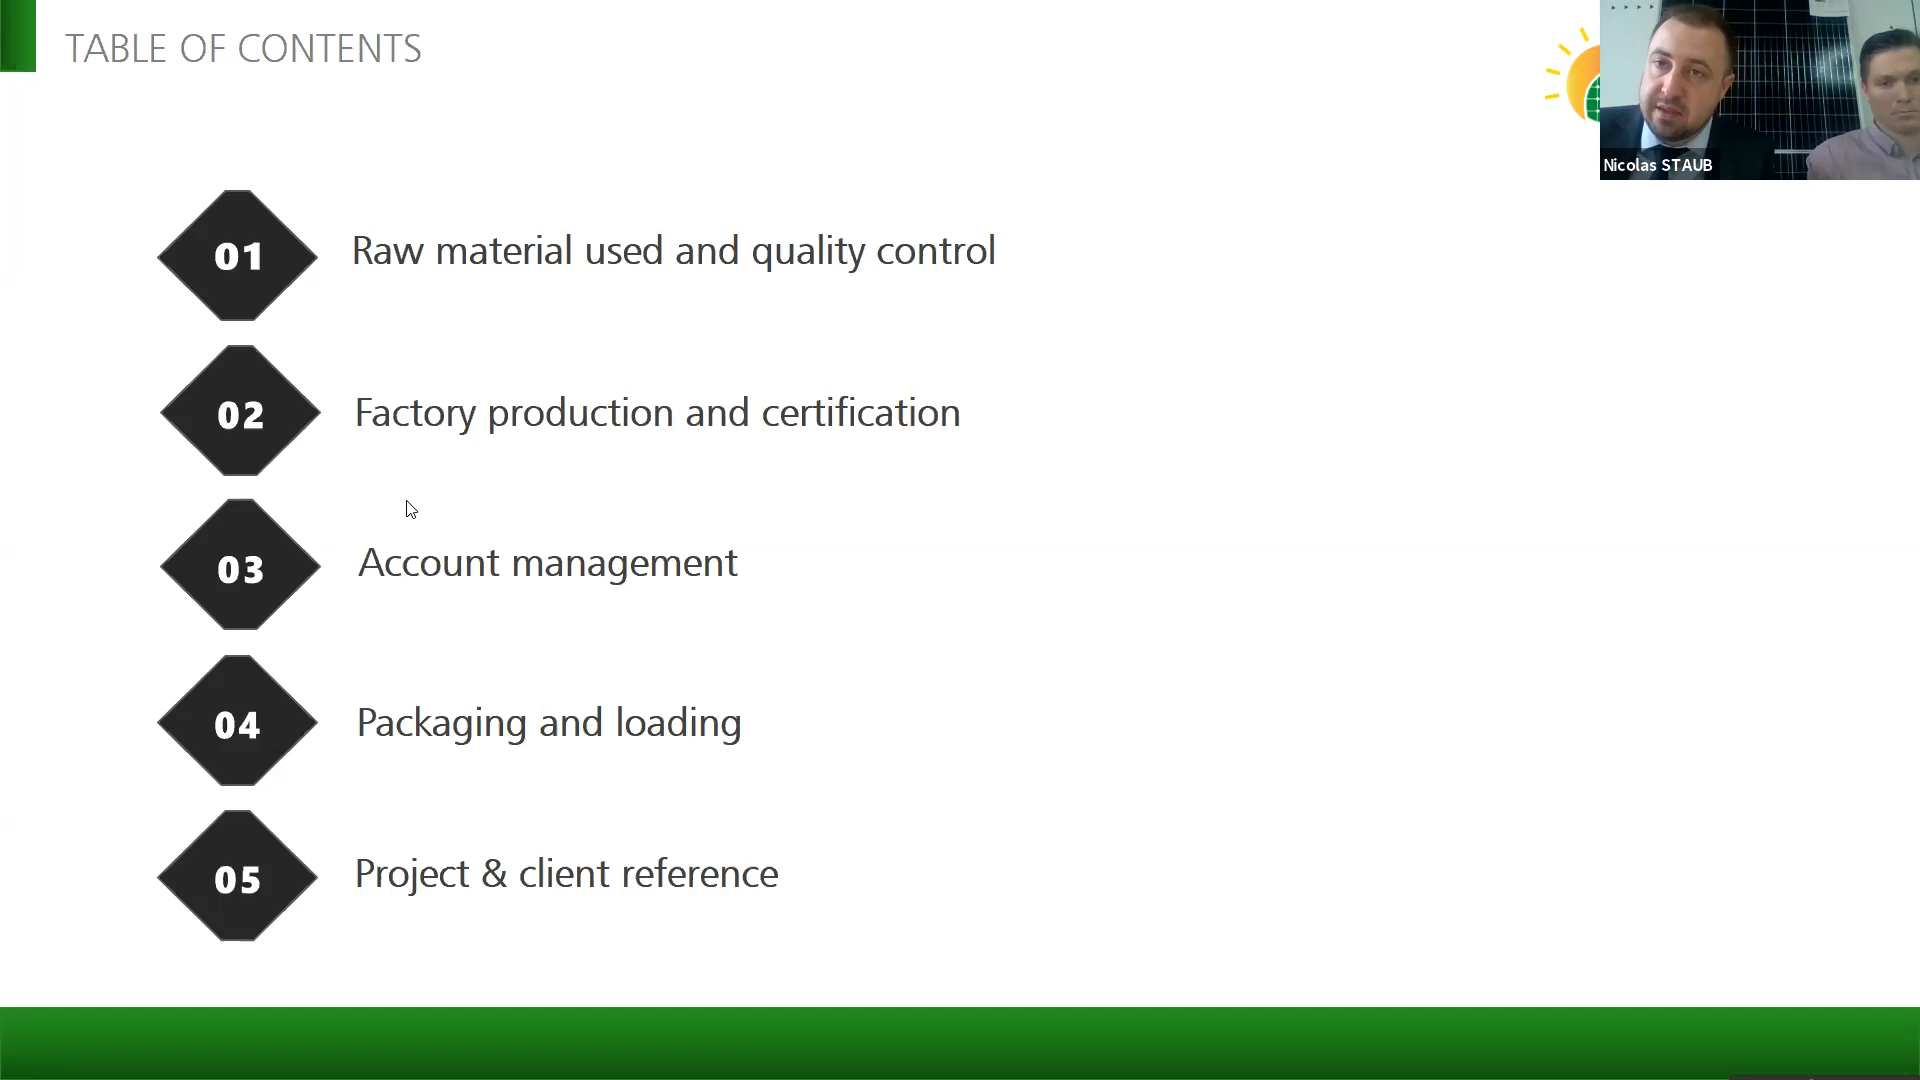 TABLE OF CONTENTS
Nicolas STAUB
01 Raw material used and quality control
02 Factory production and certification
03 Account management
04 Packaging and loading
05 Project & client reference